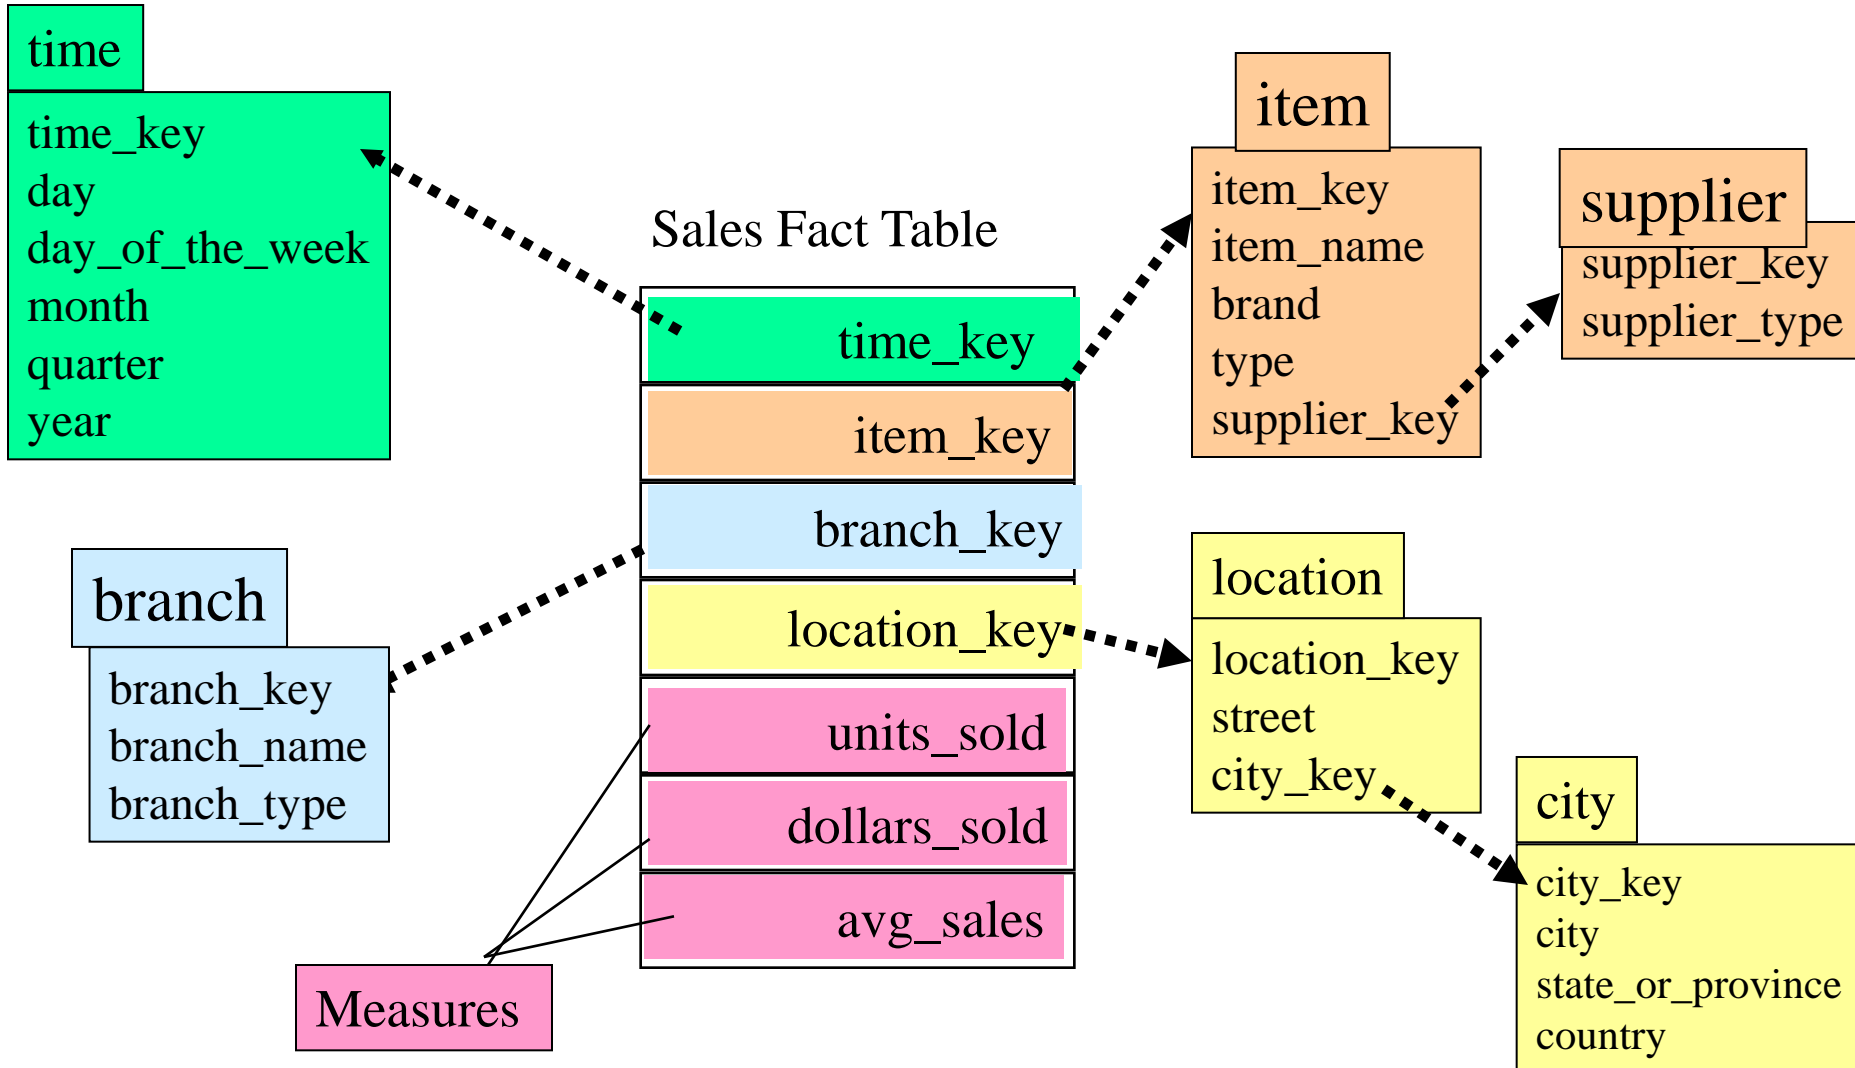 time
time_key
day
day_of_the_week
month
quarter
year
Sales Fact Table
time_key
item_key
branch_key
location_key
units_sold
dollars_sold
avg_sales
Measures
branch
branch_key
branch_name
branch_type
item
item_key
item_name
brand
type
supplier_key
supplier
supplier_key
supplier_type
location
location_key
street
city_key
city
city_key
city
state_or_province
country